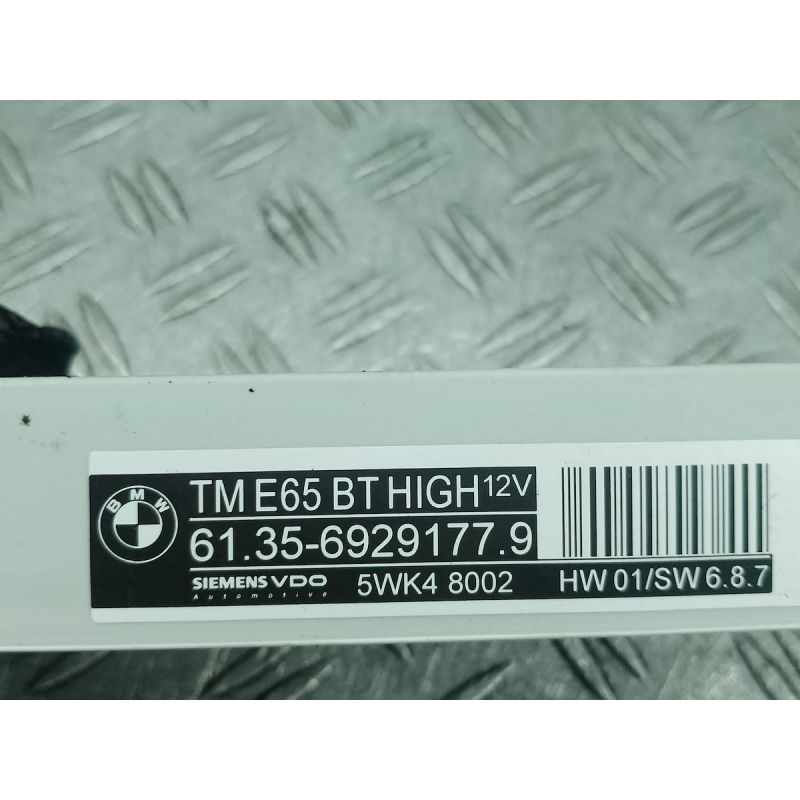 BMW
TM E65 BT HIGH 12V
61.35-6929177.9
SIEMENS VDO
Automotive
5WK4 8002
HW 01/SW 6.8.7